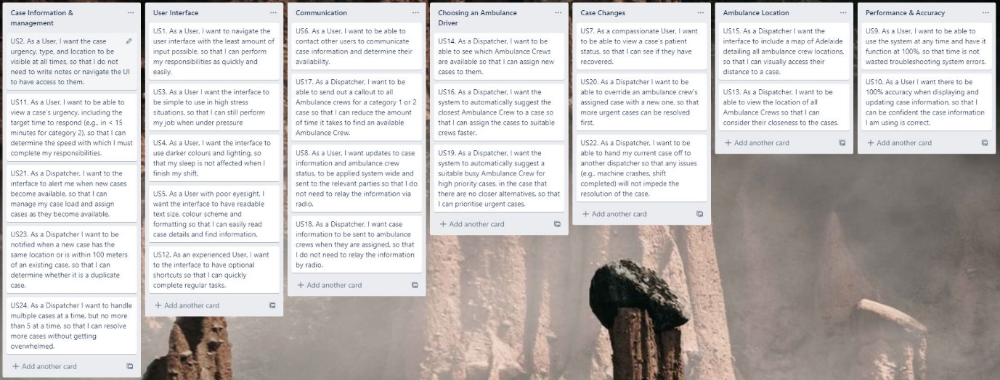 Case Information &
management
US2. As a User, I want the case
urgency, type, and location to be
visible at all times, so that I do not
need to write notes or navigate the UI
to have access to them.
US11. As a User, I want to be able to
view a case's urgency, including the
target time to respond (e.g., in < 15
minutes for category 2), so that I can
determine the speed with which I must
complete my responsibilities.
US21. As a Dispatcher, I want to the
interface to alert me when new cases
become available, so that I can
manage my case load and assign
cases as they become available.
US23. As a Dispatcher I want to be
notified when a new case has the
same location or is within 100 meters
of an existing case, so that I can
determine whether it is a duplicate
case.
US24. As a Dispatcher I want to handle
multiple cases at a time, but no more
than 5 at a time, so that I can resolve
more cases without getting
overwhelmed.
+ Add another card
User Interface
US1. As a User, I want to navigate the
user interface with the least amount of
input possible, so that I can perform
my responsibilities as quickly and
easily.
US3. As a User I want the interface to
be simple to use in high stress
situations, so that I can still perform
my job when under pressure
US4. As a User, I want the interface to
use darker colours and lighting, so
that my sleep is not affected when I
finish my shift.
US5. As a User with poor eyesight, I
want the interface to have readable
text size, colour scheme and
formatting so that I can easily read
case details and find information.
US12. As an experienced User, I want
to the interface to have optional
shortcuts so that I can quickly
complete regular tasks.
+ Add another card
Communication
US6. As a User, I want to be able to
contact other users to communicate
case information and determine their
availability.
US17. As a Dispatcher, I want to be
able to send out a callout to all
Ambulance crews for a category 1 or 2
case so that I can reduce the amount
of time it takes to find an available
Ambulance Crew.
US8. As a User, I want updates to case
information and ambulance crew
status, to be applied system wide and
sent to the relevant parties so that I do
not need to relay the information via
radio.
US18. As a Dispatcher, I want case
information to be sent to ambulance
crews when they are assigned, so that
I do not need to relay the information
by radio.
+ Add another card
Choosing an Ambulance
Driver
US14. As a Dispatcher, I want to be
able to see which Ambulance Crews
are available so that I can assign new
cases to them.
US16. As a Dispatcher, I want the
system to automatically suggest the
closest Ambulance Crew to a case so
that I can assign the cases to suitable
crews faster.
US19. As a Dispatcher, I want the
system to automatically suggest a
suitable busy Ambulance Crew for
high priority cases, in the case that
there are no closer alternatives, so that
I can prioritise urgent cases.
+ Add another card
Case Changes
US7. As a compassionate User, I want
to be able to view a case's patient
status, so that I can see if they have
recovered.
US20. As a Dispatcher, I want to be
able to override an ambulance crew's
assigned case with a new one, so that
more urgent cases can be resolved
first.
US22. As a Dispatcher, I want to be
able to hand my current case off to
another dispatcher so that any issues
(e.g., machine crashes, shift
completed) will not impede the
resolution of the case.
+ Add another card
Ambulance Location
US15. As a Dispatcher I want the
interface to include a map of Adelaide
detailing all ambulance crew locations,
so that I can visually access their
distance to a case.
US13. As a Dispatcher, I want to be
able to view the location of all
Ambulance Crews so that I can
consider their closeness to the cases.
+ Add another card
Performance & Accuracy
US9. As a User, I want to be able to
use the system at any time and have it
function at 100%, so that time is not
wasted troubleshooting system errors.
US10. As a User I want there to be
100% accuracy when displaying and
updating case information, so that I
can be confident the case information
I am using is correct.
+ Add another card